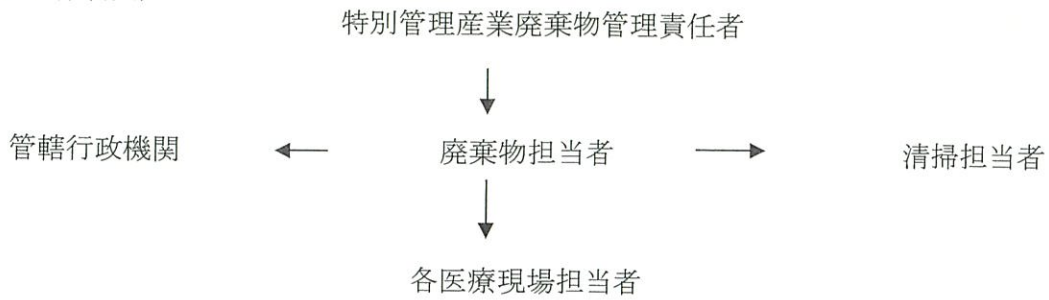 特別管理産業廃棄物管理責任者
管轄行政機関 廃棄物担当者 清掃担当者
各医療現場担当者